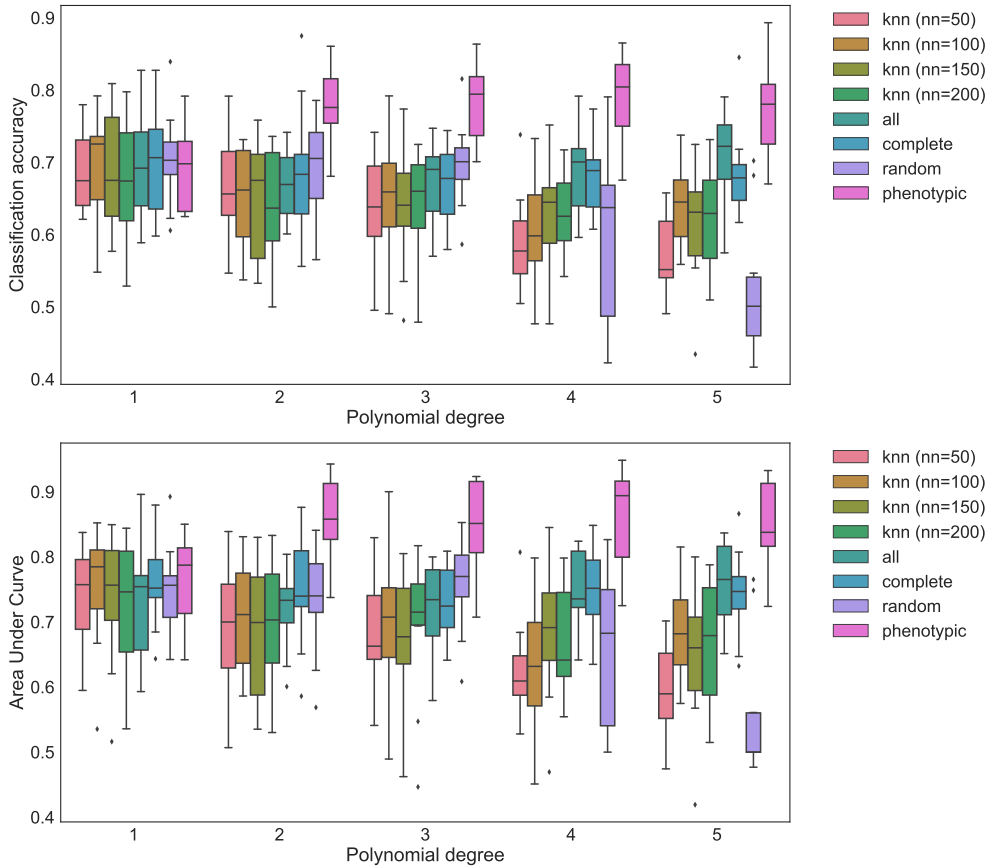 0.9
0.8
0.7
0.6
0.5
0.4
Classification accuracy
1 2 3 4 5
Polynomial degree
knn (nn=50)
knn (nn=100)
knn (nn=150)
knn (nn=200)
all
complete
random
phenotypic
0.9
0.8
0.7
0.6
0.5
0.4
Area Under Curve
1 2 3 4 5
Polynomial degree
knn (nn=50)
knn (nn=100)
knn (nn=150)
knn (nn=200)
all
complete
random
phenotypic